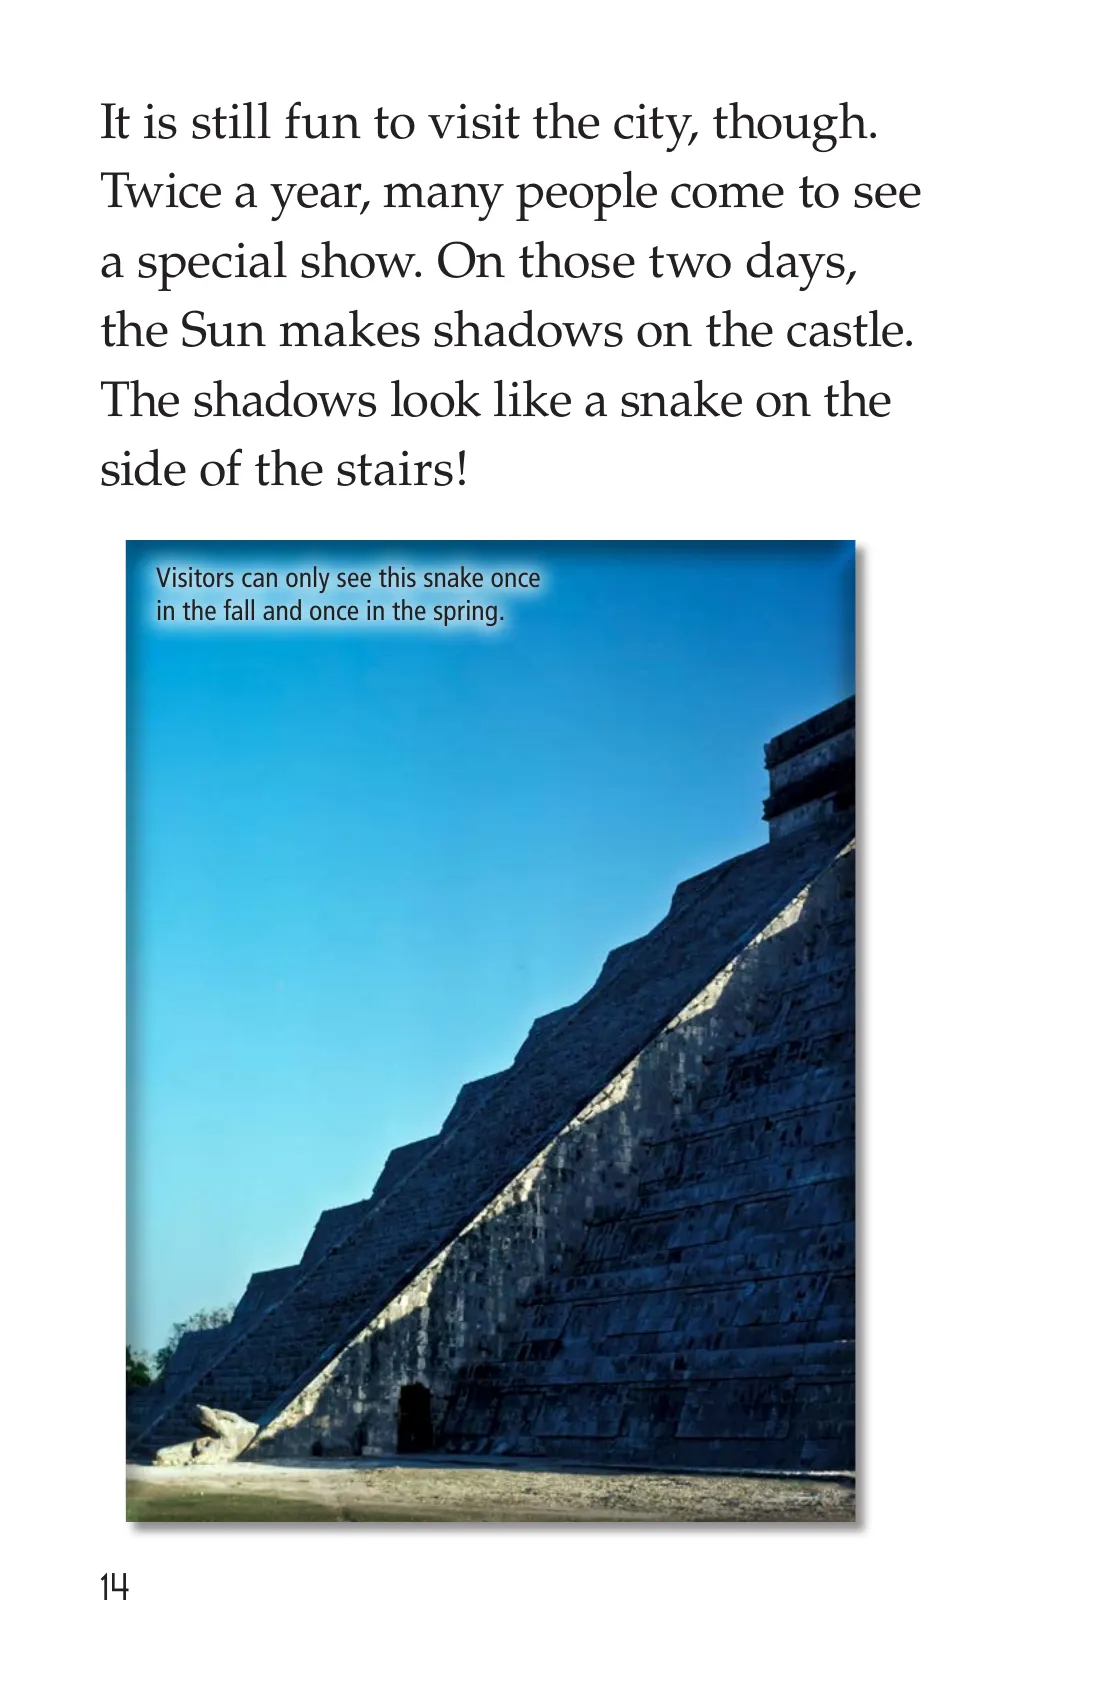 It is still fun to visit the city, though.
Twice a year, many people come to see
a special show. On those two days,
the Sun makes shadows on the castle.
The shadows look like a snake on the
side of the stairs!
Visitors can only see this snake once
in the fall and once in the spring.
14